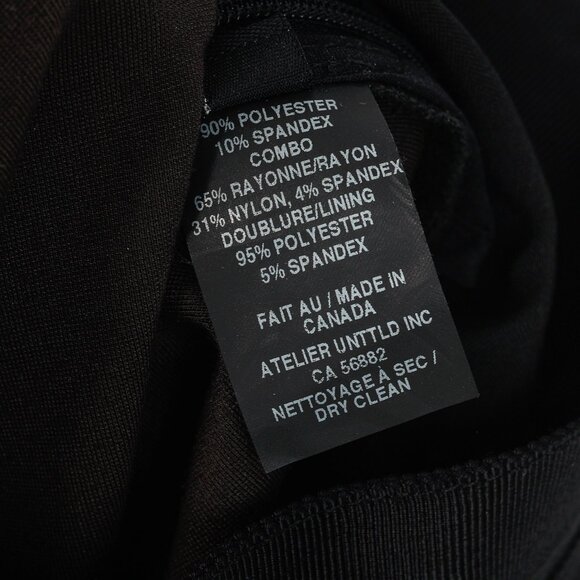 90% POLYESTER
10% SPANDEX
COMBO
65% RAYONNE/RAYON
31% NYLON, 4% SPANDEX
DOUBLURE/LINING
95% POLYESTER
5% SPANDEX
FAIT AU / MADE IN
CANADA
ATELIER UNTTLD INC
CA 56882
NETTOYAGE À SEC /
DRY CLEAN